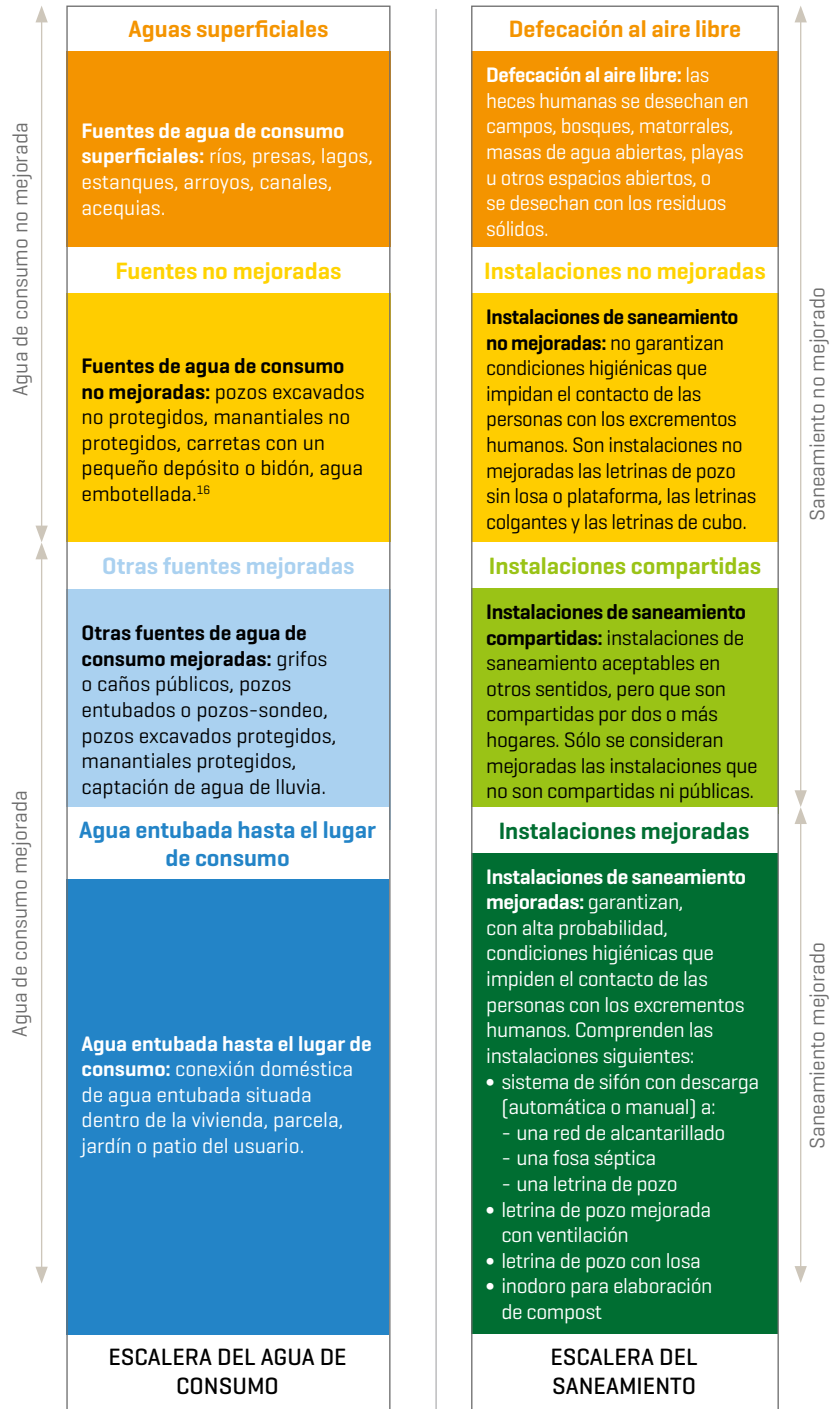 Agua de consumo no mejorada
Agua de consumo mejorada
Aguas superficiales
Fuentes de agua de consumo
superficiales: ríos, presas, lagos,
estanques, arroyos, canales,
acequias.
Fuentes no mejoradas
Fuentes de agua de consumo
no mejoradas: pozos excavados
no protegidos, manantiales no
protegidos, carretas con un
pequeño depósito o bidón, agua
embotellada.16
Otras fuentes mejoradas
Otras fuentes de agua de
consumo mejoradas: grifos
o caños públicos, pozos
entubados o pozos-sondeo,
pozos excavados protegidos,
manantiales protegidos,
captación de agua de lluvia.
Agua entubada hasta el lugar
de consumo
Agua entubada hasta el lugar de
consumo: conexión doméstica
de agua entubada situada
dentro de la vivienda, parcela,
jardín o patio del usuario.
ESCALERA DEL AGUA DE
CONSUMO
Defecación al aire libre
Defecación al aire libre: las
heces humanas se desechan en
campos, bosques, matorrales,
masas de agua abiertas, playas
u otros espacios abiertos, o
se desechan con los residuos
sólidos.
Instalaciones no mejoradas
Instalaciones de saneamiento
no mejoradas: no garantizan
condiciones higiénicas que
impidan el contacto de las
personas con los excrementos
humanos. Son instalaciones no
mejoradas las letrinas de pozo
sin losa o plataforma, las letrinas
colgantes y las letrinas de cubo.
Instalaciones compartidas
Instalaciones de saneamiento
compartidas: instalaciones de
saneamiento aceptables en
otros sentidos, pero que son
compartidas por dos o más
hogares. Sólo se consideran
mejoradas las instalaciones que
no son compartidas ni públicas.
Instalaciones mejoradas
Instalaciones de saneamiento
mejoradas: garantizan,
con alta probabilidad,
condiciones higiénicas que
impiden el contacto de las
personas con los excrementos
humanos. Comprenden las
instalaciones siguientes:
• sistema de sifón con descarga
(automática o manual) a:
- una red de alcantarillado
- una fosa séptica
- una letrina de pozo
• letrina de pozo mejorada
con ventilación
• letrina de pozo con losa
• inodoro para elaboración
de compost
ESCALERA DEL
SANEAMIENTO
Saneamiento no mejorado
Saneamiento mejorado